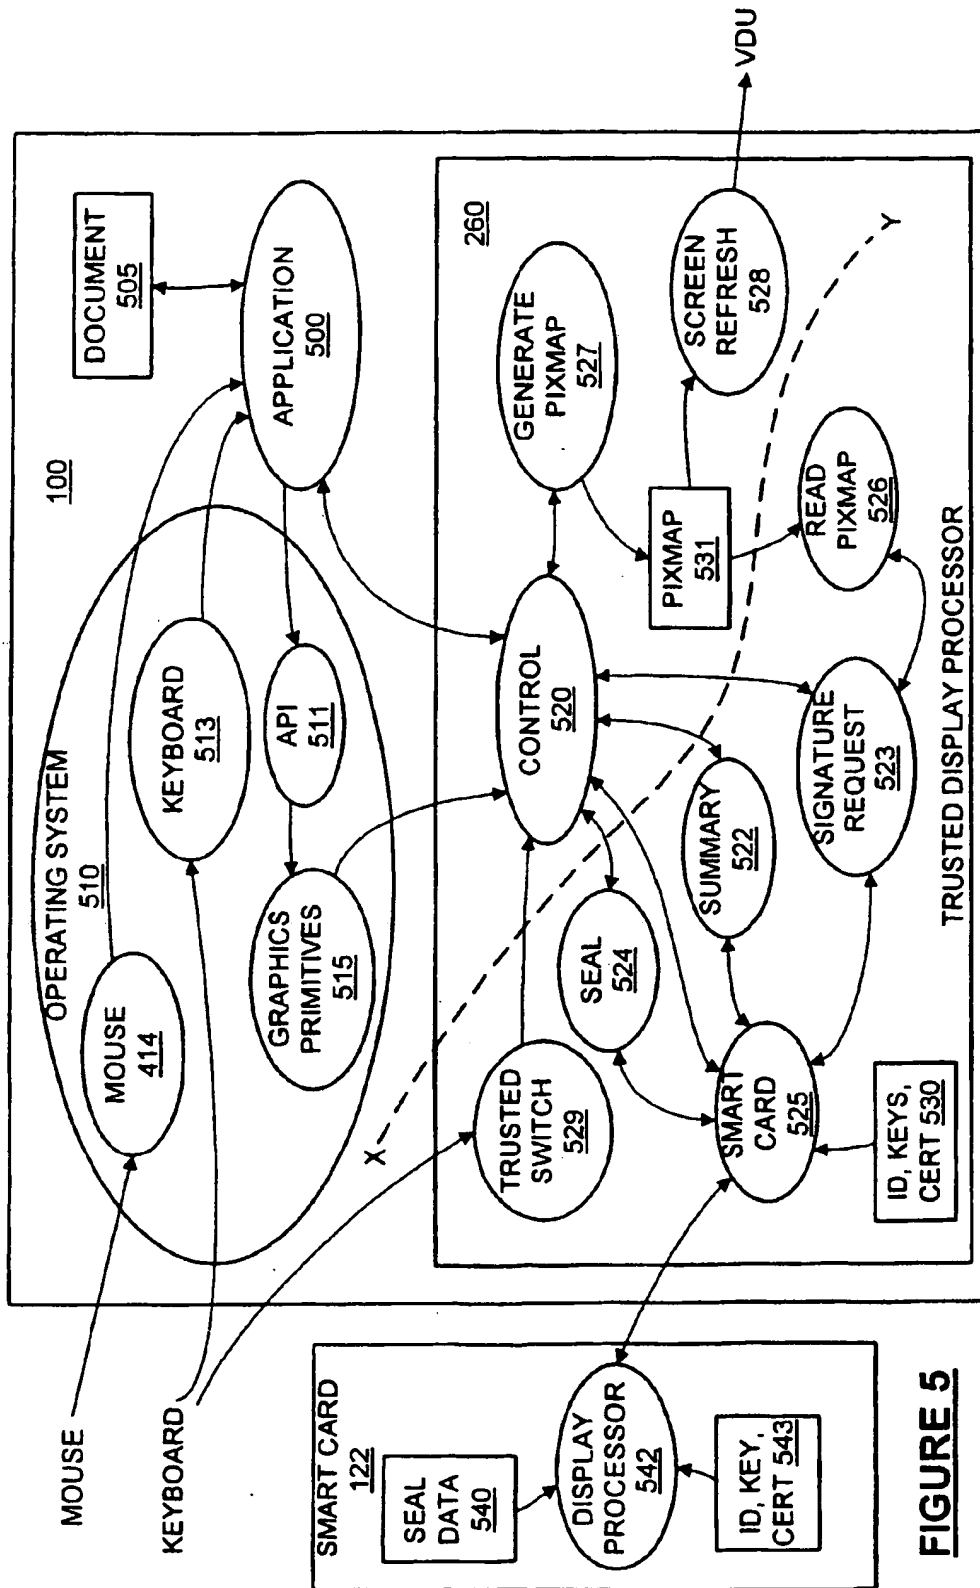 MOUSE
KEYBOARD
OPERATING SYSTEM
510
MOUSE
414
KEYBOARD
513
API
511
GRAPHICS
PRIMITIVES
515
100
DOCUMENT
505
APPLICATION
500
X
260
TRUSTED
SWITCH
529
CONTROL
520
GENERATE
PIXMAP
527
PIXMAP
531
SCREEN
REFRESH
528
VDU
Y
SEAL
524
SUMMARY
522
SIGNATURE
REQUEST
523
READ
PIXMAP
526
SMART
CARD
525
ID, KEYS,
CERT 530
TRUSTED DISPLAY PROCESSOR
SMART CARD
122
SEAL
DATA
540
DISPLAY
PROCESSOR
542
ID, KEY,
CERT 543
FIGURE 5